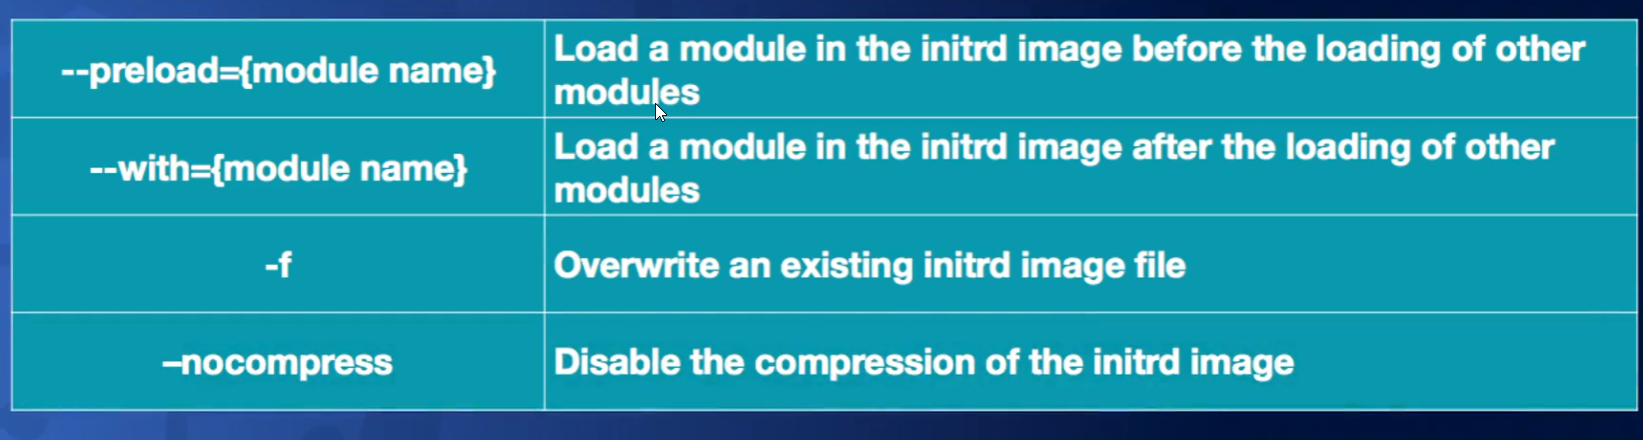 --preload={module name}
Load a module in the initrd image before the loading of other
modules
--with={module name}
Load a module in the initrd image after the loading of other
modules
-f
Overwrite an existing initrd image file
–nocompress
Disable the compression of the initrd image